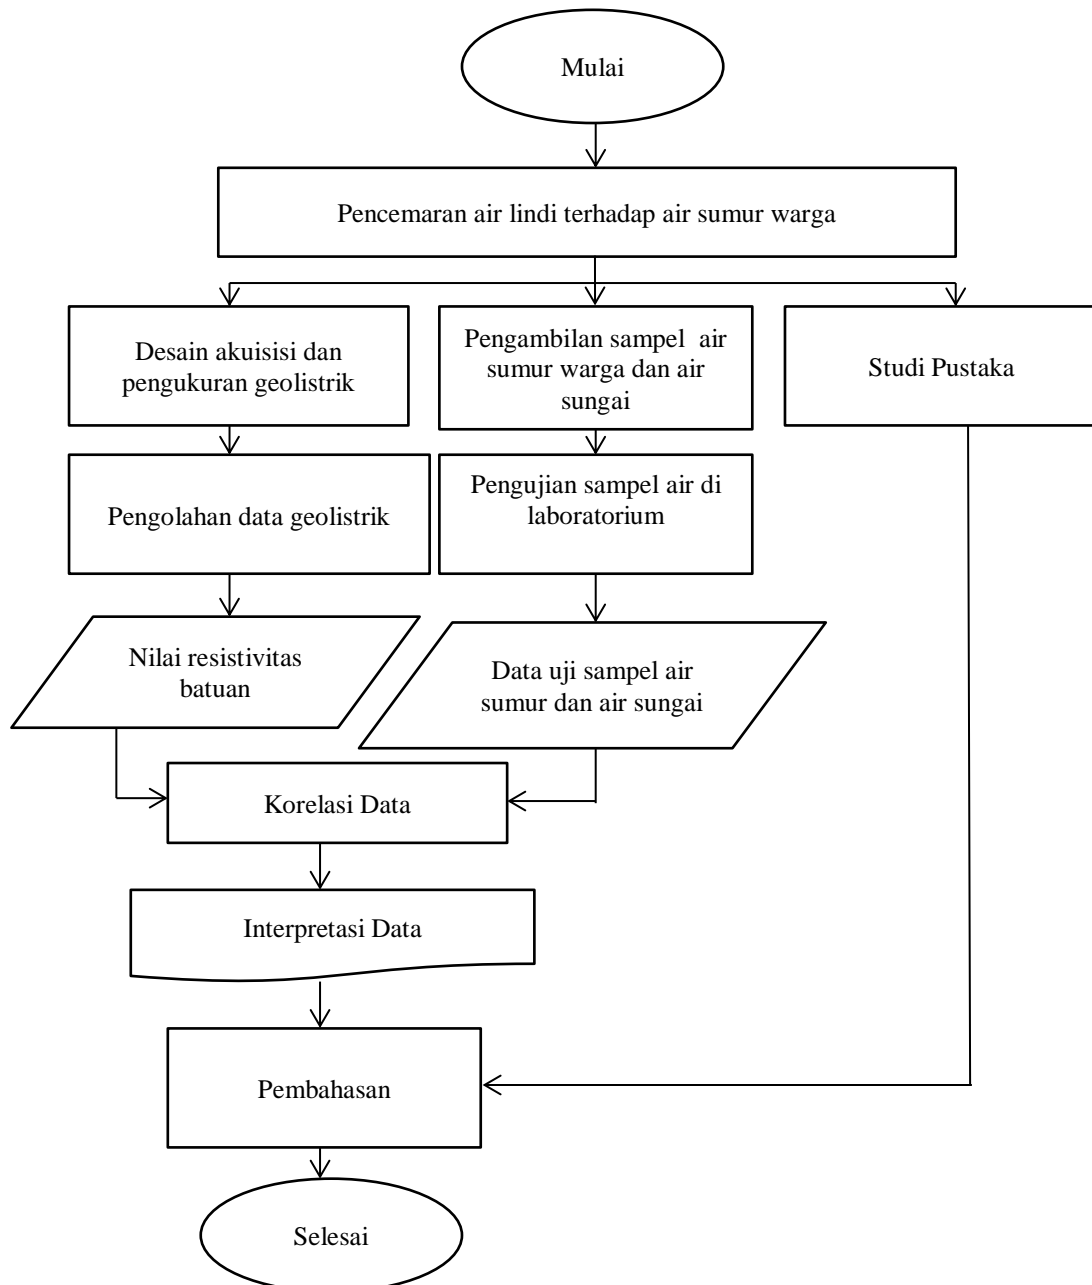 Mulai
Pencemaran air lindi terhadap air sumur warga
Desain akuisisi dan
pengukuran geolistrik
Pengambilan sampel  air
sumur warga dan air
sungai
Studi Pustaka
Pengolahan data geolistrik
Pengujian sampel air di
laboratorium
Nilai resistivitas
batuan
Data uji sampel air
sumur dan air sungai
Korelasi Data
Interpretasi Data
Pembahasan
Selesai